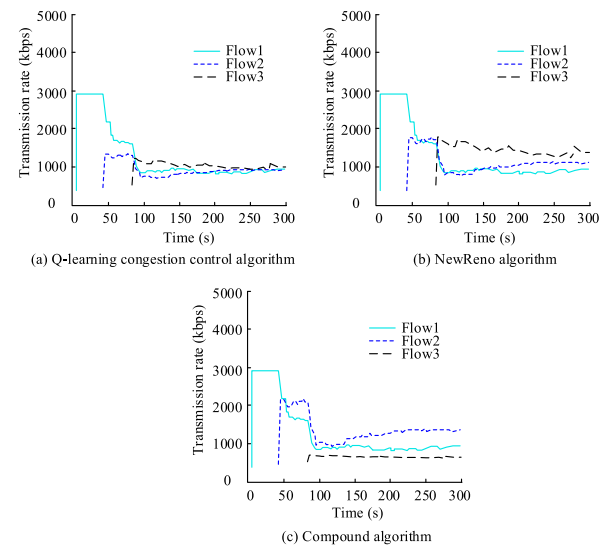 5000
4000
3000
2000
1000
0
Transmission rate (kbps)
Flow1
Flow2
Flow3
0 50 100 150 200 250 300
Time (s)
(a) Q-learning congestion control algorithm
5000
4000
3000
2000
1000
0
Transmission rate (kbps)
Flow1
Flow2
Flow3
0 50 100 150 200 250 300
Time (s)
(b) NewReno algorithm
5000
4000
3000
2000
1000
0
Transmission rate (kbps)
Flow1
Flow2
Flow3
0 50 100 150 200 250 300
Time (s)
(c) Compound algorithm